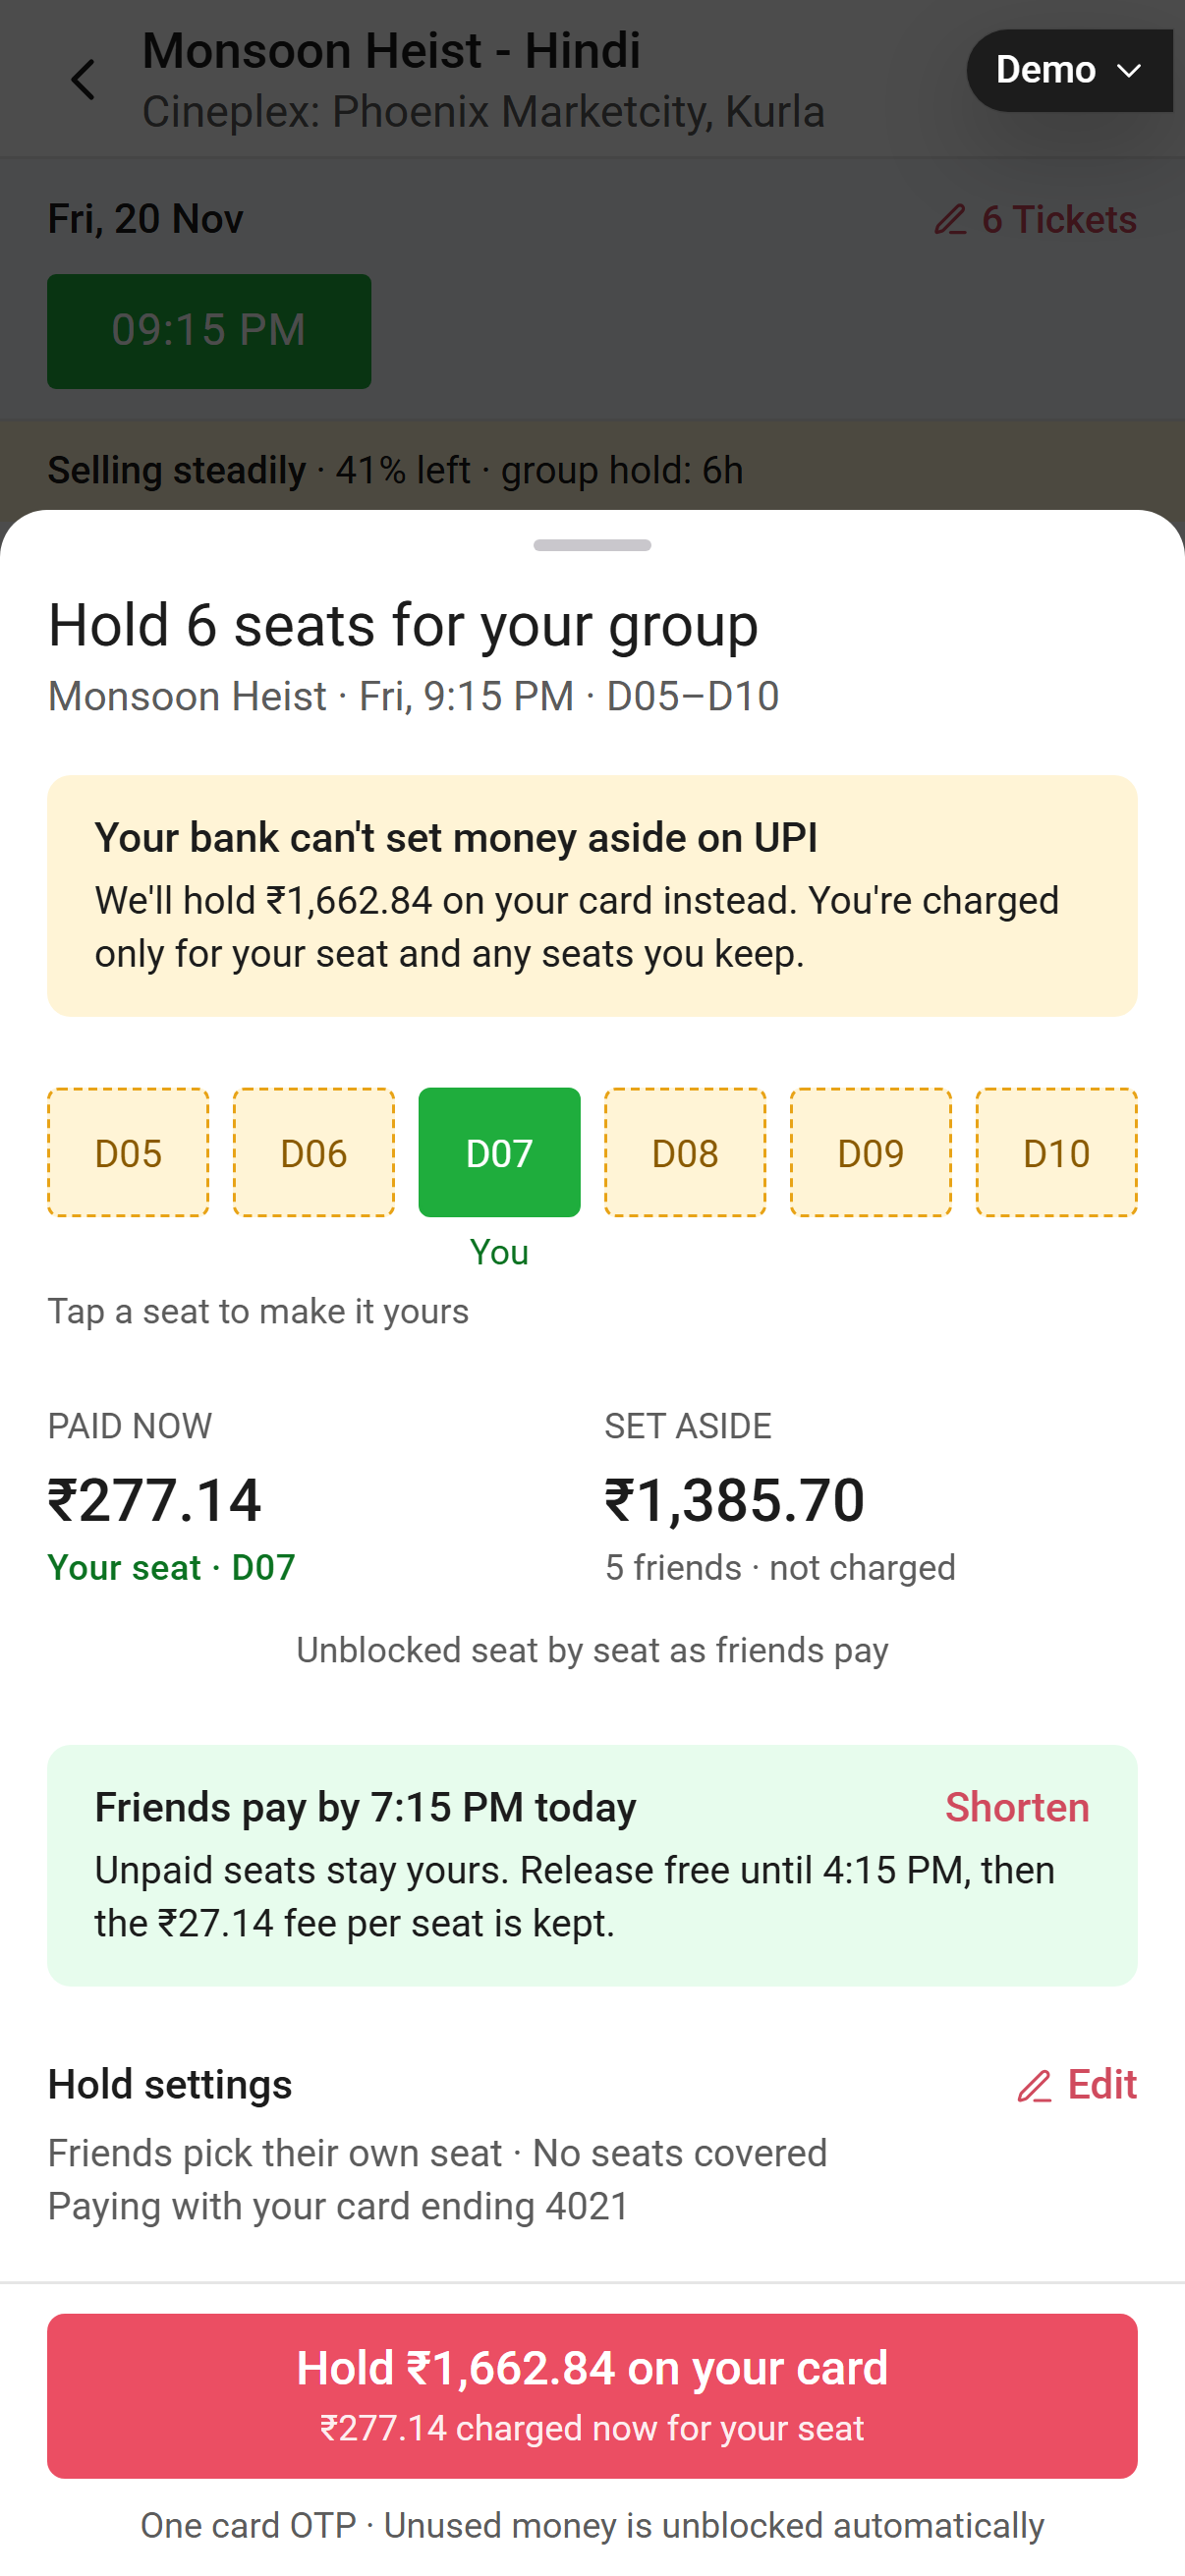 Monsoon Heist - Hindi
Cineplex: Phoenix Marketcity, Kurla
Demo
Fri, 20 Nov
6 Tickets
09:15 PM
Selling steadily · 41% left · group hold: 6h
Hold 6 seats for your group
Monsoon Heist · Fri, 9:15 PM · D05–D10
Your bank can't set money aside on UPI
We'll hold ₹1,662.84 on your card instead. You're charged
only for your seat and any seats you keep.
D05 D06 D07 D08 D09 D10
You
Tap a seat to make it yours
PAID NOW
₹277.14
Your seat · D07
SET ASIDE
₹1,385.70
5 friends · not charged
Unblocked seat by seat as friends pay
Friends pay by 7:15 PM today
Shorten
Unpaid seats stay yours. Release free until 4:15 PM, then
the ₹27.14 fee per seat is kept.
Hold settings
Edit
Friends pick their own seat · No seats covered
Paying with your card ending 4021
Hold ₹1,662.84 on your card
₹277.14 charged now for your seat
One card OTP · Unused money is unblocked automatically